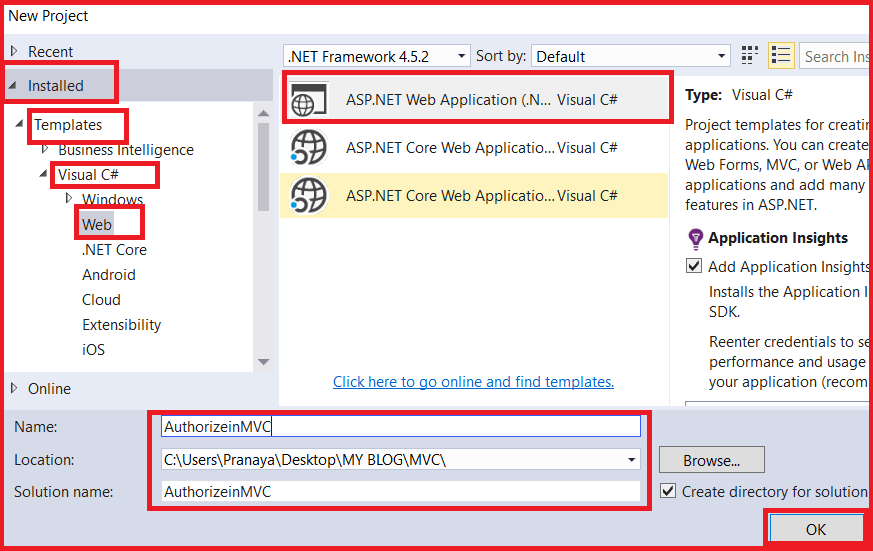 New Project
Recent
Installed
Templates
Business Intelligence
Visual C#
Windows
Web
.NET Core
Android
Cloud
Extensibility
iOS
Online
.NET Framework 4.5.2
Sort by:
Default
Search Ins
ASP.NET Web Application (.N... Visual C#
ASP.NET Core Web Applicatio... Visual C#
ASP.NET Core Web Applicatio... Visual C#
Click here to go online and find templates.
Type: Visual C#
Project templates for creatin
applications. You can create
Web Forms, MVC, or Web AP
applications and add many
features in ASP.NET.
Application Insights
Add Application Insights
Installs the Application I
SDK.
Reenter credentials to se
performance and usage
your application (recom
Name: AuthorizeinMVC
Location: C:\Users\Pranaya\Desktop\MY BLOG\MVC\
Browse...
Solution name: AuthorizeinMVC
Create directory for solution
OK